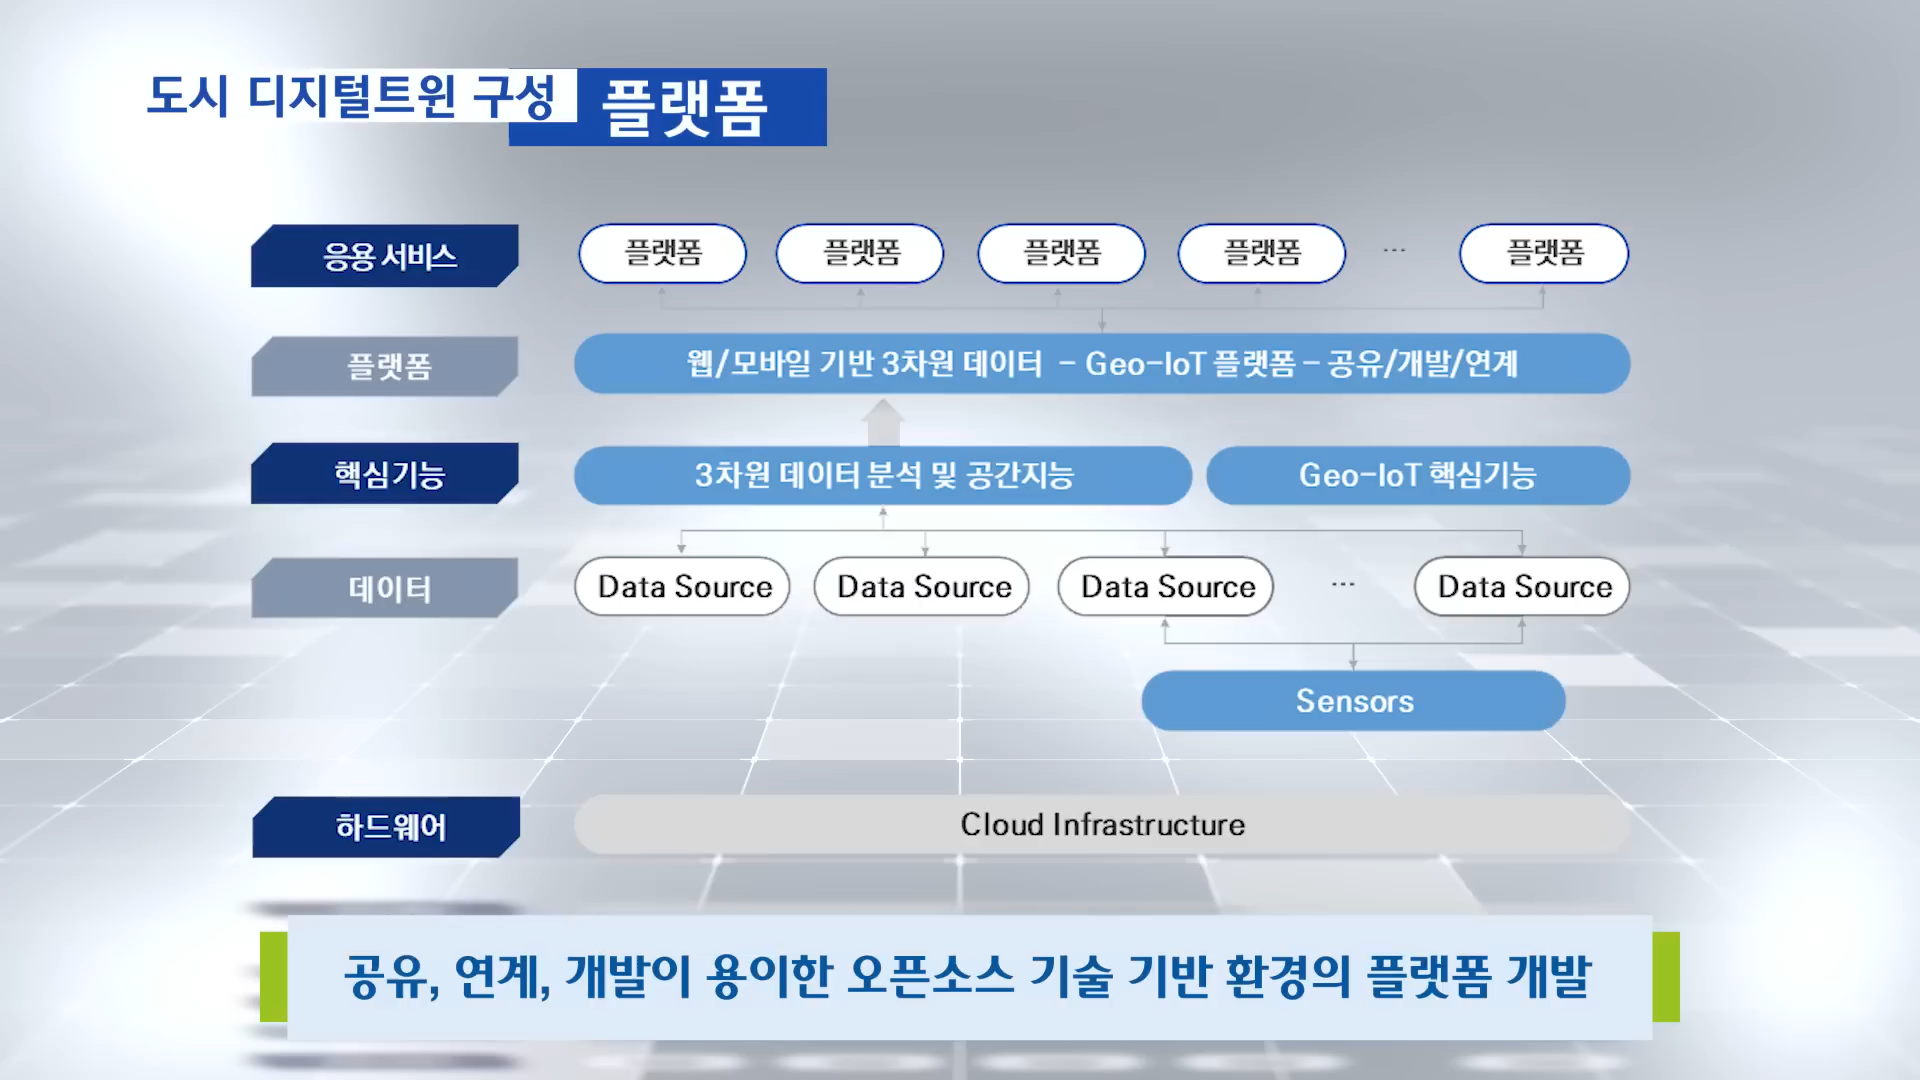 도시 디지털트윈 구성 플랫폼
응용 서비스
플랫폼 플랫폼 플랫폼 플랫폼 ··· 플랫폼
플랫폼
웹/모바일 기반 3차원 데이터 - Geo-IoT 플랫폼 - 공유/개발/연계
핵심기능
3차원 데이터 분석 및 공간지능 Geo-IoT 핵심기능
데이터
Data Source Data Source Data Source ··· Data Source
Sensors
하드웨어
Cloud Infrastructure
공유, 연계, 개발이 용이한 오픈소스 기술 기반 환경의 플랫폼 개발